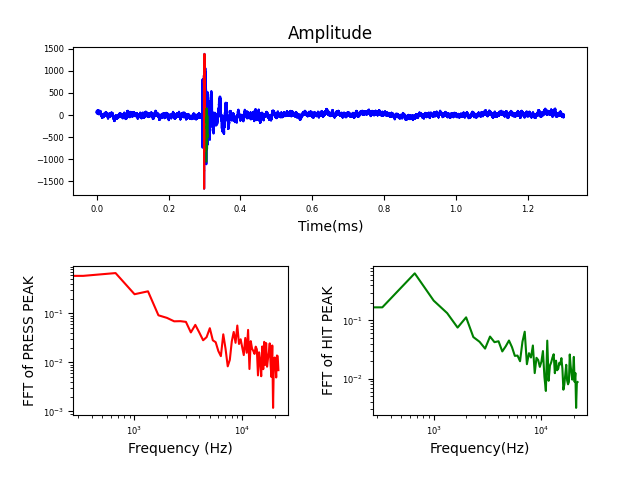 Amplitude
1500
1000
500
0
−500
−1000
−1500
0.0 0.2 0.4 0.6 0.8 1.0 1.2
Time(ms)
FFT of PRESS PEAK
10⁻¹
10⁻²
10⁻³
10³ 10⁴
Frequency (Hz)
FFT of HIT PEAK
10⁻¹
10⁻²
10³ 10⁴
Frequency(Hz)